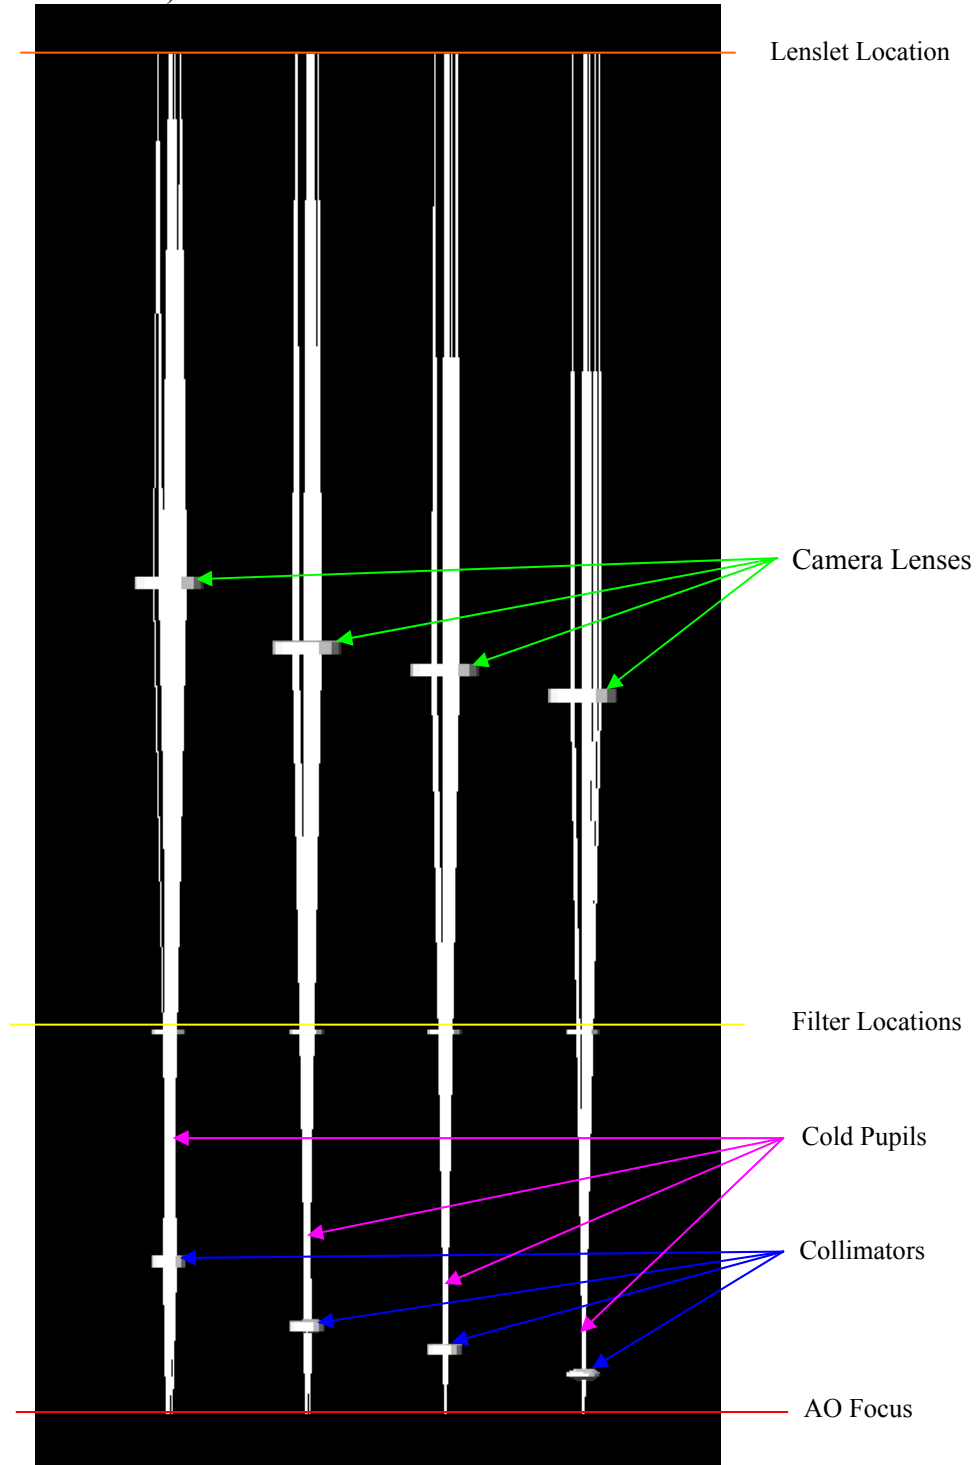 Lenslet Location
Camera Lenses
Filter Locations
Cold Pupils
Collimators
AO Focus